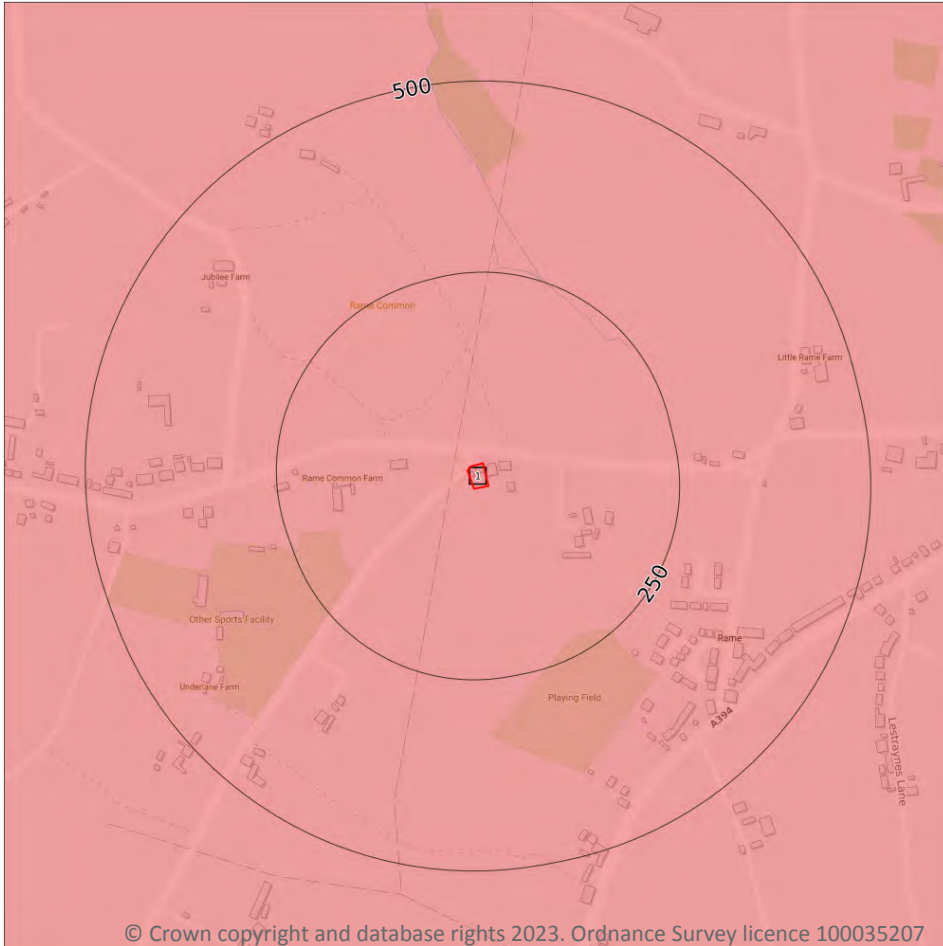 500
Jubilee Farm
Rame Common
Little Rame Farm
Rame Common Farm
1
250
Other Sports Facility
Rame
Underlane Farm
Playing Field
A394
Lestraynes Lane
© Crown copyright and database rights 2023. Ordnance Survey licence 100035207